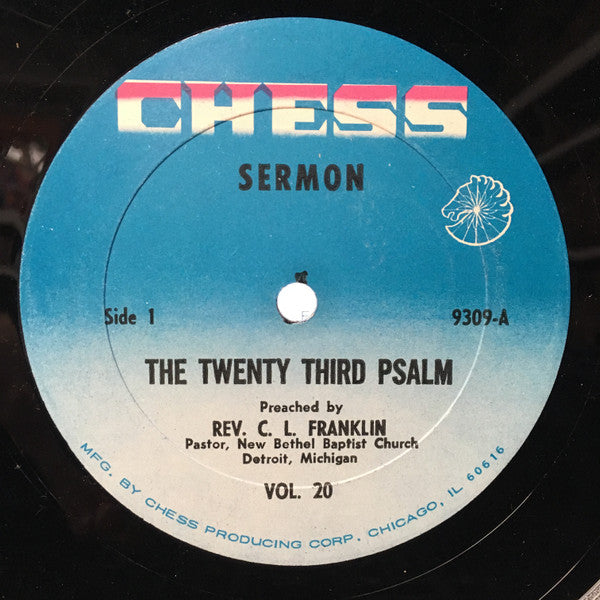 CHESS
SERMON
Side 1
9309-A
THE TWENTY THIRD PSALM
Preached by
REV. C. L. FRANKLIN
Pastor, New Bethel Baptist Church
Detroit, Michigan
VOL. 20
MFG. BY CHESS PRODUCING CORP. CHICAGO, IL 60616